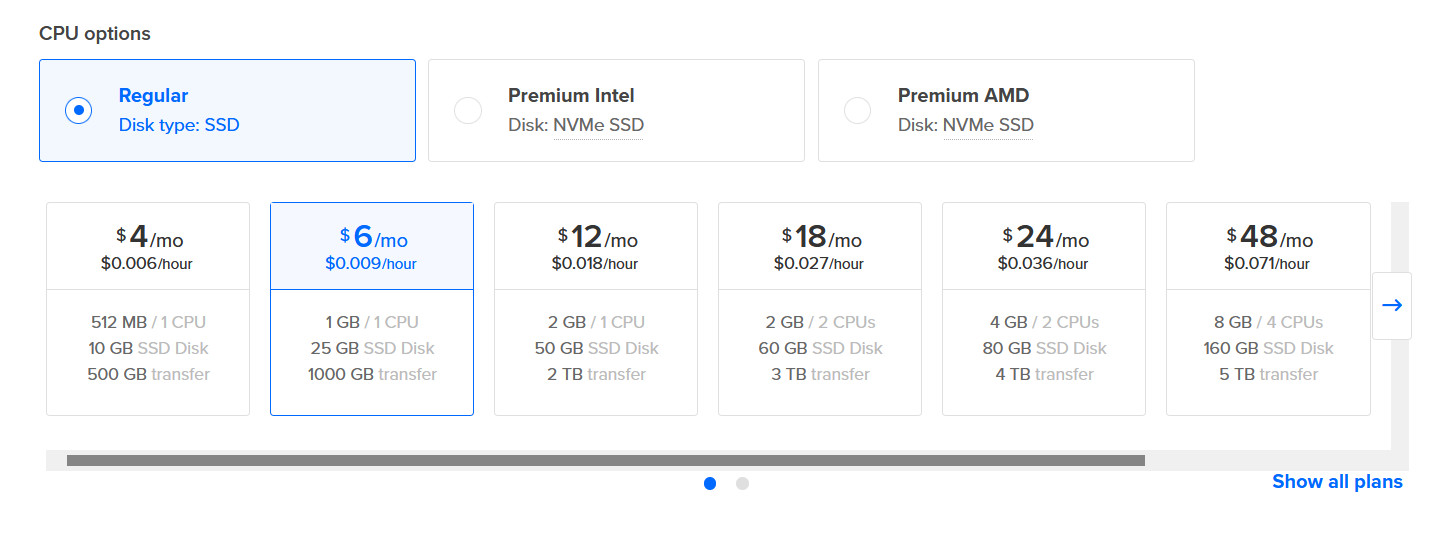 CPU options
Regular
Disk type: SSD
Premium Intel
Disk: NVMe SSD
Premium AMD
Disk: NVMe SSD
$4/mo
$0.006/hour
512 MB / 1 CPU
10 GB SSD Disk
500 GB transfer
$6/mo
$0.009/hour
1 GB / 1 CPU
25 GB SSD Disk
1000 GB transfer
$12/mo
$0.018/hour
2 GB / 1 CPU
50 GB SSD Disk
2 TB transfer
$18/mo
$0.027/hour
2 GB / 2 CPUs
60 GB SSD Disk
3 TB transfer
$24/mo
$0.036/hour
4 GB / 2 CPUs
80 GB SSD Disk
4 TB transfer
$48/mo
$0.071/hour
8 GB / 4 CPUs
160 GB SSD Disk
5 TB transfer
Show all plans